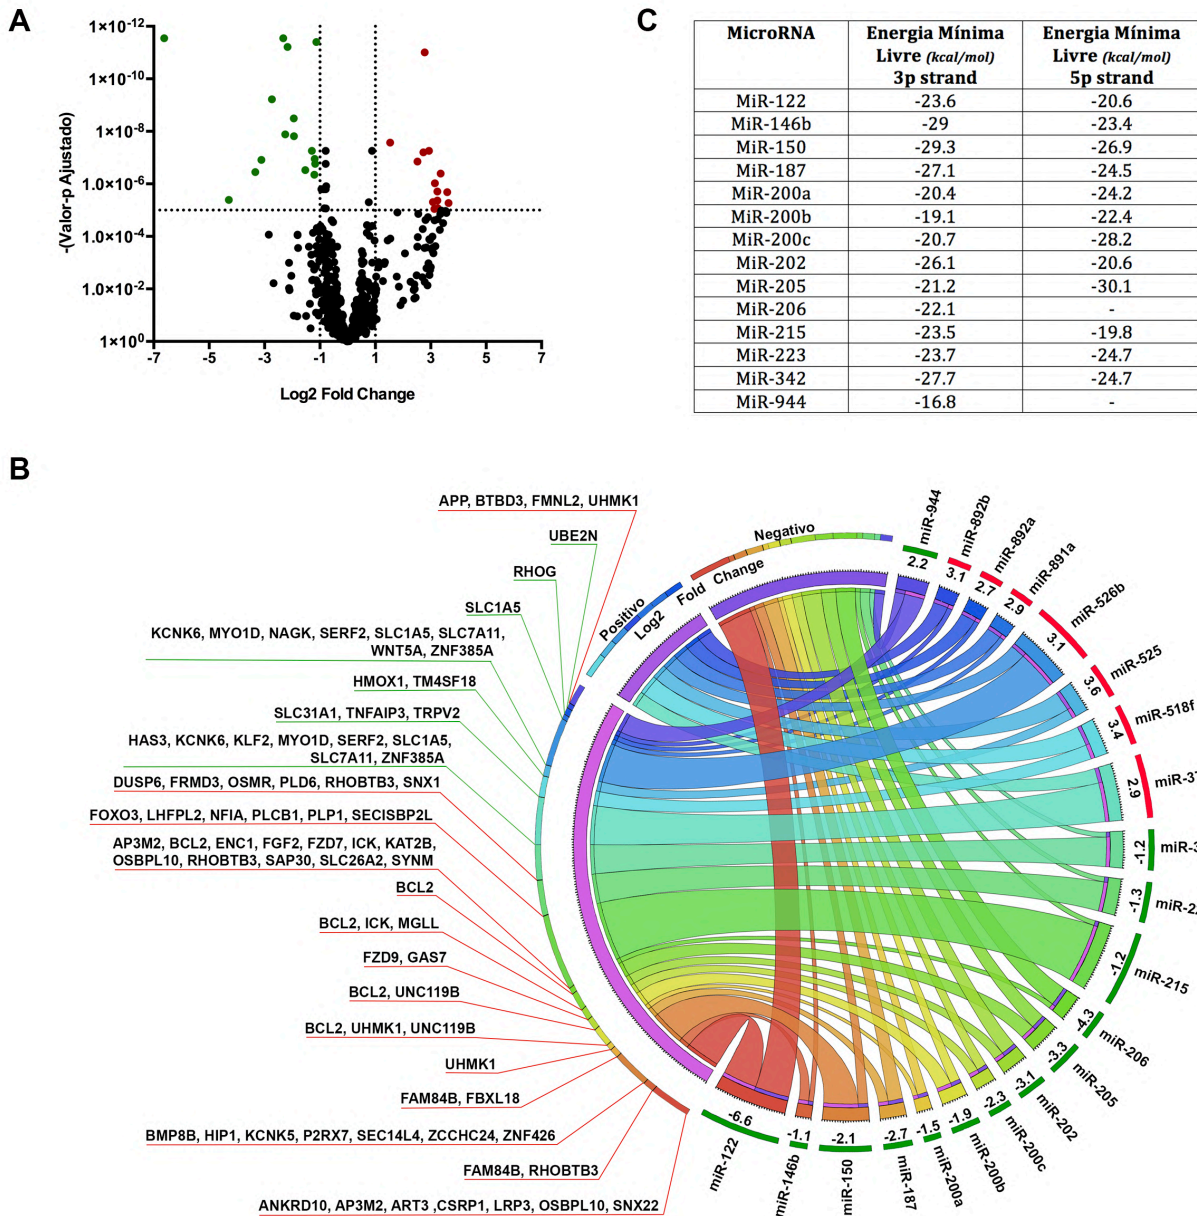 A
1×10-12
1×10-10
1×10-8
1.0×10-6
1.0×10-4
1.0×10-2
1×100
-(Valor-p Ajustado)
-7
-5
-3
-1
1
3
5
7
Log2 Fold Change
C
MicroRNA Energia Mínima Energia Mínima
Livre (kcal/mol) Livre (kcal/mol)
3p strand 5p strand
MiR-122 -23.6 -20.6
MiR-146b -29 -23.4
MiR-150 -29.3 -26.9
MiR-187 -27.1 -24.5
MiR-200a -20.4 -24.2
MiR-200b -19.1 -22.4
MiR-200c -20.7 -28.2
MiR-202 -26.1 -20.6
MiR-205 -21.2 -30.1
MiR-206 -22.1 -
MiR-215 -23.5 -19.8
MiR-223 -23.7 -24.7
MiR-342 -27.7 -24.7
MiR-944 -16.8 -
B
APP, BTBD3, FMNL2, UHMK1
UBE2N
RHOG
SLC1A5
KCNK6, MYO1D, NAGK, SERF2, SLC1A5, SLC7A11,
WNT5A, ZNF385A
HMOX1, TM4SF18
SLC31A1, TNFAIP3, TRPV2
HAS3, KCNK6, KLF2, MYO1D, SERF2, SLC1A5,
SLC7A11, ZNF385A
DUSP6, FRMD3, OSMR, PLD6, RHOBTB3, SNX1
FOXO3, LHFPL2, NFIA, PLCB1, PLP1, SECISBP2L
AP3M2, BCL2, ENC1, FGF2, FZD7, ICK, KAT2B,
OSBPL10, RHOBTB3, SAP30, SLC26A2, SYNM
BCL2
BCL2, ICK, MGLL
FZD9, GAS7
BCL2, UNC119B
BCL2, UHMK1, UNC119B
UHMK1
FAM84B, FBXL18
BMP8B, HIP1, KCNK5, P2RX7, SEC14L4, ZCCHC24, ZNF426
FAM84B, RHOBTB3
ANKRD10, AP3M2, ART3 ,CSRP1, LRP3, OSBPL10, SNX22
Positivo
Negativo
Log2 Fold Change
miR-944
2.2
miR-892b
3.1
miR-892a
2.7
miR-891a
2.9
miR-526b
3.1
miR-525
3.6
miR-518f
3.4
miR-37
2.9
miR-3
-1.2
miR-2
-1.3
miR-215
-1.2
miR-206
-4.3
miR-205
-3.3
miR-202
-3.1
miR-200c
-2.3
miR-200b
-1.9
miR-200a
-1.5
miR-187
-2.7
miR-150
-2.1
miR-146b
-1.1
miR-122
-6.6